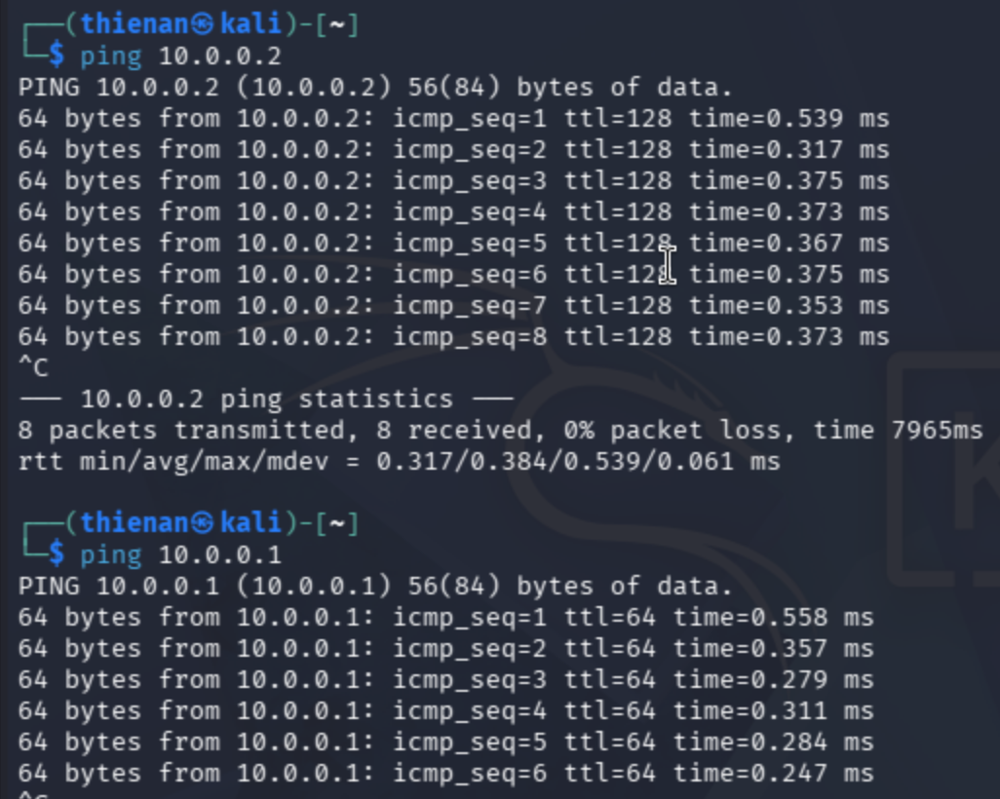 ┌──(thienan㉿kali)-[~]
└─$ ping 10.0.0.2
PING 10.0.0.2 (10.0.0.2) 56(84) bytes of data.
64 bytes from 10.0.0.2: icmp_seq=1 ttl=128 time=0.539 ms
64 bytes from 10.0.0.2: icmp_seq=2 ttl=128 time=0.317 ms
64 bytes from 10.0.0.2: icmp_seq=3 ttl=128 time=0.375 ms
64 bytes from 10.0.0.2: icmp_seq=4 ttl=128 time=0.373 ms
64 bytes from 10.0.0.2: icmp_seq=5 ttl=128 time=0.367 ms
64 bytes from 10.0.0.2: icmp_seq=6 ttl=128 time=0.375 ms
64 bytes from 10.0.0.2: icmp_seq=7 ttl=128 time=0.353 ms
64 bytes from 10.0.0.2: icmp_seq=8 ttl=128 time=0.373 ms
^C
--- 10.0.0.2 ping statistics ---
8 packets transmitted, 8 received, 0% packet loss, time 7965ms
rtt min/avg/max/mdev = 0.317/0.384/0.539/0.061 ms
┌──(thienan㉿kali)-[~]
└─$ ping 10.0.0.1
PING 10.0.0.1 (10.0.0.1) 56(84) bytes of data.
64 bytes from 10.0.0.1: icmp_seq=1 ttl=64 time=0.558 ms
64 bytes from 10.0.0.1: icmp_seq=2 ttl=64 time=0.357 ms
64 bytes from 10.0.0.1: icmp_seq=3 ttl=64 time=0.279 ms
64 bytes from 10.0.0.1: icmp_seq=4 ttl=64 time=0.311 ms
64 bytes from 10.0.0.1: icmp_seq=5 ttl=64 time=0.284 ms
64 bytes from 10.0.0.1: icmp_seq=6 ttl=64 time=0.247 ms